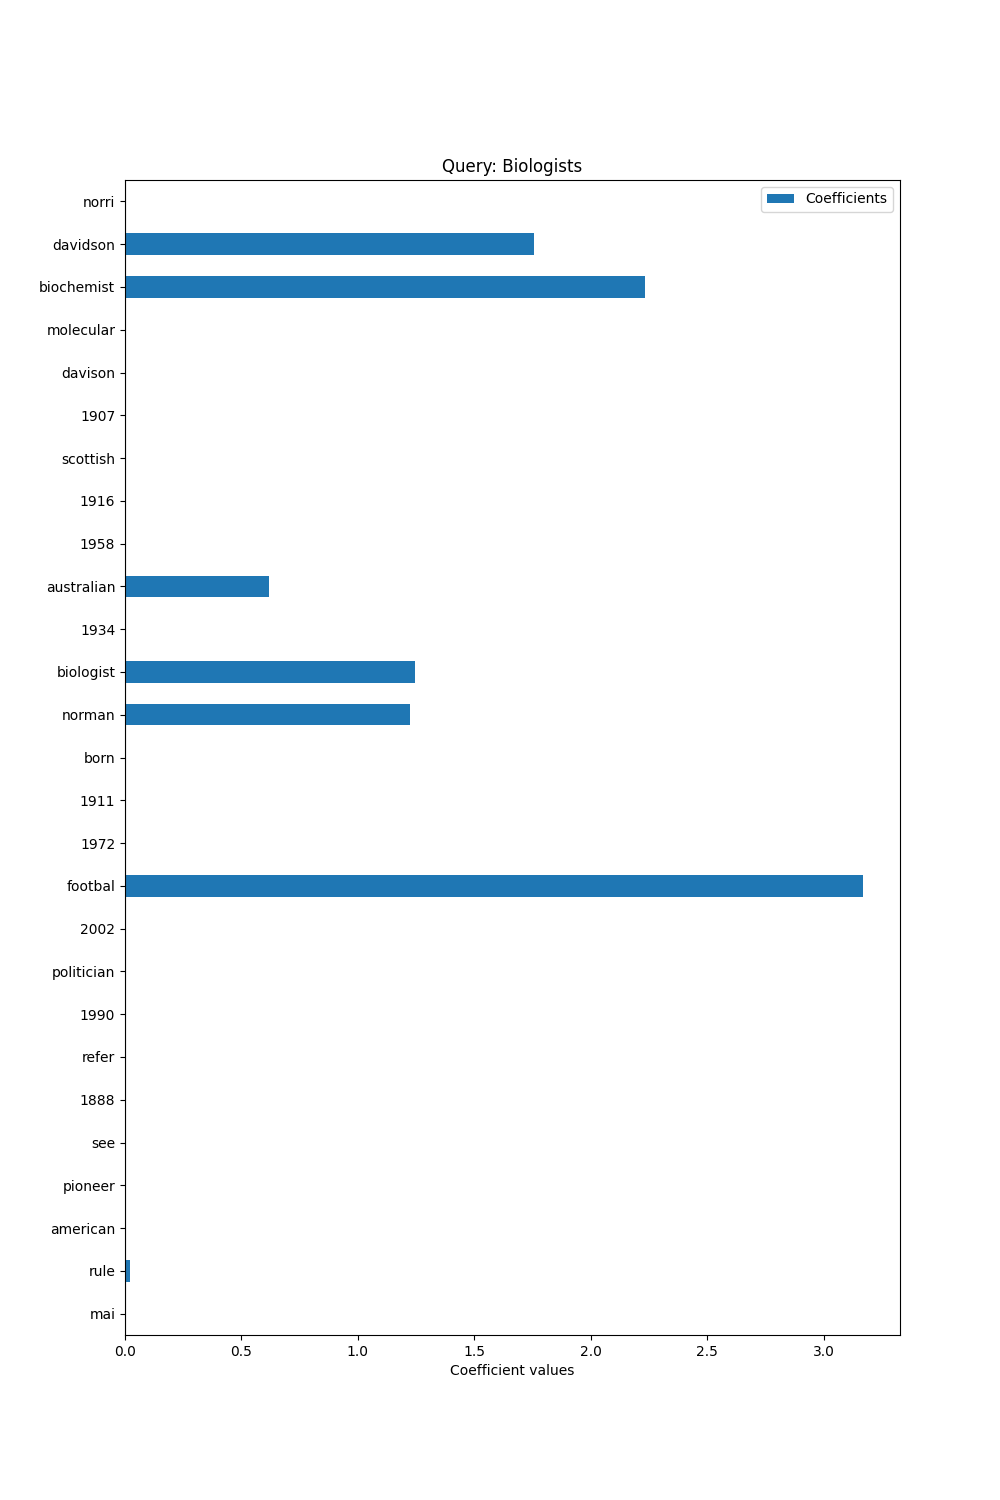 Query: Biologists
Coefficients
norri
davidson
biochemist
molecular
davison
1907
scottish
1916
1958
australian
1934
biologist
norman
born
1911
1972
footbal
2002
politician
1990
refer
1888
see
pioneer
american
rule
mai
0.0 0.5 1.0 1.5 2.0 2.5 3.0
Coefficient values